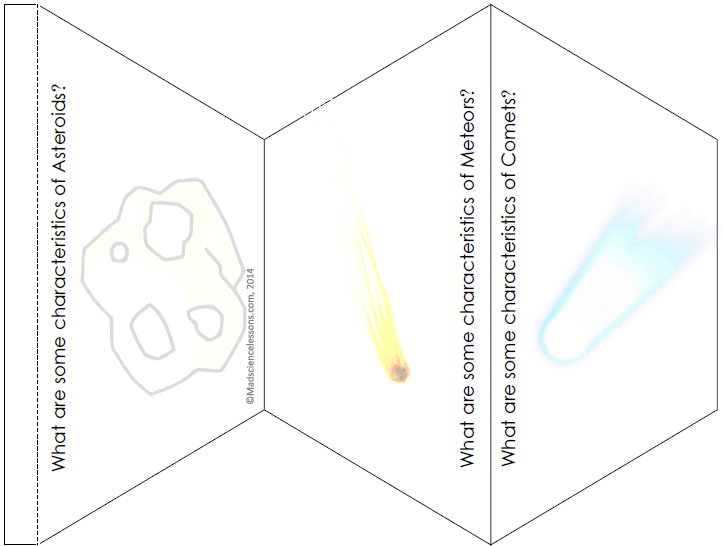 What are some characteristics of Asteroids?
©Madsciencelessons.com, 2014
What are some characteristics of Meteors?
What are some characteristics of Comets?